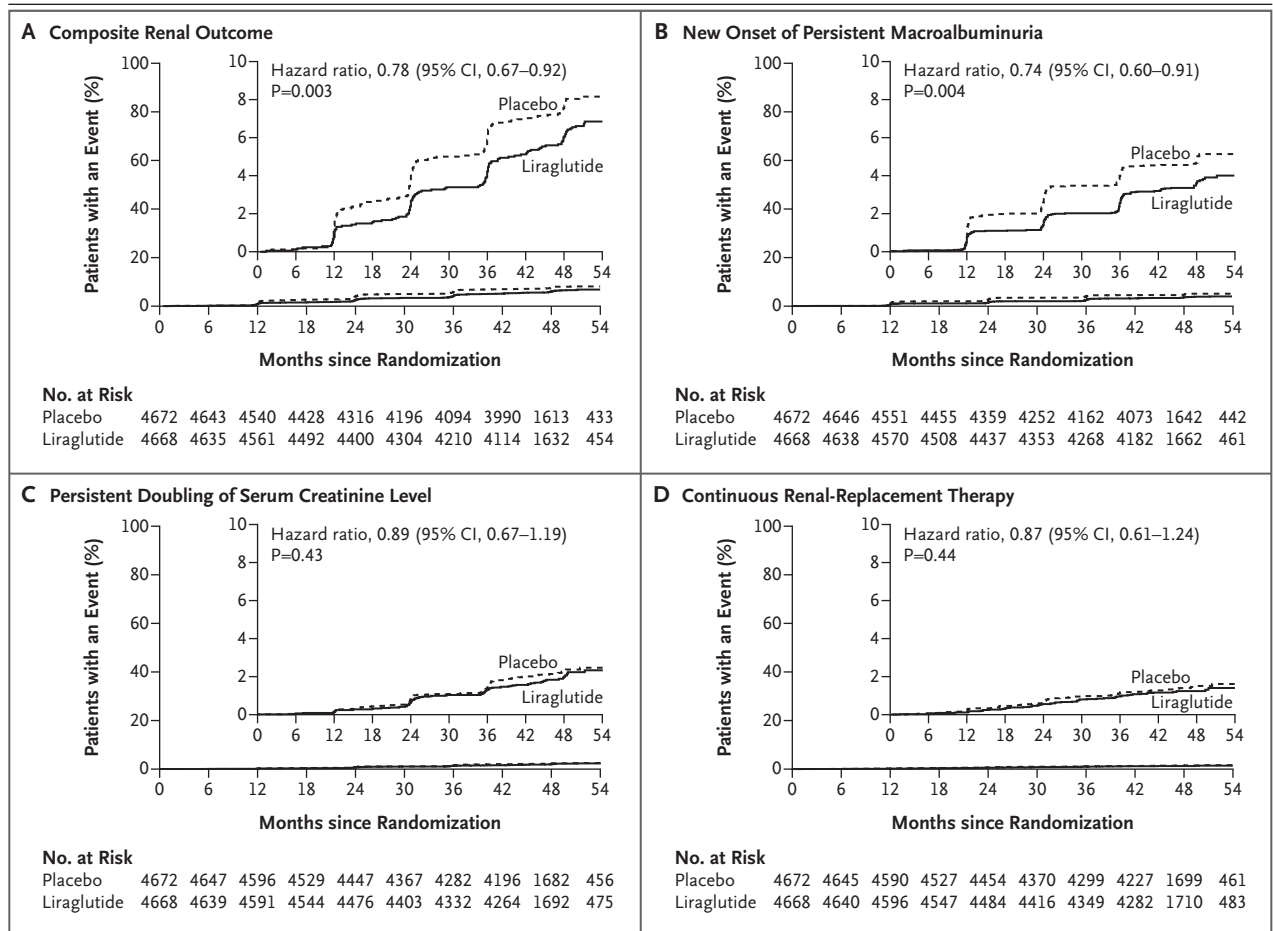 A Composite Renal Outcome
Patients with an Event (%)
100
80
60
40
20
0
10
8
6
4
2
0
Hazard ratio, 0.78 (95% CI, 0.67–0.92)
P=0.003
Placebo
Liraglutide
0 6 12 18 24 30 36 42 48 54
0 6 12 18 24 30 36 42 48 54
Months since Randomization
No. at Risk
Placebo 4672 4643 4540 4428 4316 4196 4094 3990 1613 433
Liraglutide 4668 4635 4561 4492 4400 4304 4210 4114 1632 454
B New Onset of Persistent Macroalbuminuria
Patients with an Event (%)
100
80
60
40
20
0
10
8
6
4
2
0
Hazard ratio, 0.74 (95% CI, 0.60–0.91)
P=0.004
Placebo
Liraglutide
0 6 12 18 24 30 36 42 48 54
0 6 12 18 24 30 36 42 48 54
Months since Randomization
No. at Risk
Placebo 4672 4646 4551 4455 4359 4252 4162 4073 1642 442
Liraglutide 4668 4638 4570 4508 4437 4353 4268 4182 1662 461
C Persistent Doubling of Serum Creatinine Level
Patients with an Event (%)
100
80
60
40
20
0
10
8
6
4
2
0
Hazard ratio, 0.89 (95% CI, 0.67–1.19)
P=0.43
Placebo
Liraglutide
0 6 12 18 24 30 36 42 48 54
0 6 12 18 24 30 36 42 48 54
Months since Randomization
No. at Risk
Placebo 4672 4647 4596 4529 4447 4367 4282 4196 1682 456
Liraglutide 4668 4639 4591 4544 4476 4403 4332 4264 1692 475
D Continuous Renal-Replacement Therapy
Patients with an Event (%)
100
80
60
40
20
0
10
8
6
4
2
0
Hazard ratio, 0.87 (95% CI, 0.61–1.24)
P=0.44
Placebo
Liraglutide
0 6 12 18 24 30 36 42 48 54
0 6 12 18 24 30 36 42 48 54
Months since Randomization
No. at Risk
Placebo 4672 4645 4590 4527 4454 4370 4299 4227 1699 461
Liraglutide 4668 4640 4596 4547 4484 4416 4349 4282 1710 483